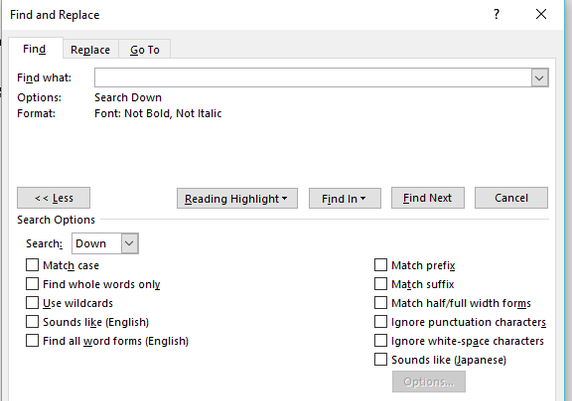 Find and Replace ?
Find Replace Go To
Find what:
Options: Search Down
Format: Font: Not Bold, Not Italic
<< Less Reading Highlight Find In Find Next Cancel
Search Options
Search: Down
Match case Match prefix
Find whole words only Match suffix
Use wildcards Match half/full width forms
Sounds like (English) Ignore punctuation characters
Find all word forms (English) Ignore white-space characters
Sounds like (Japanese)
Options...